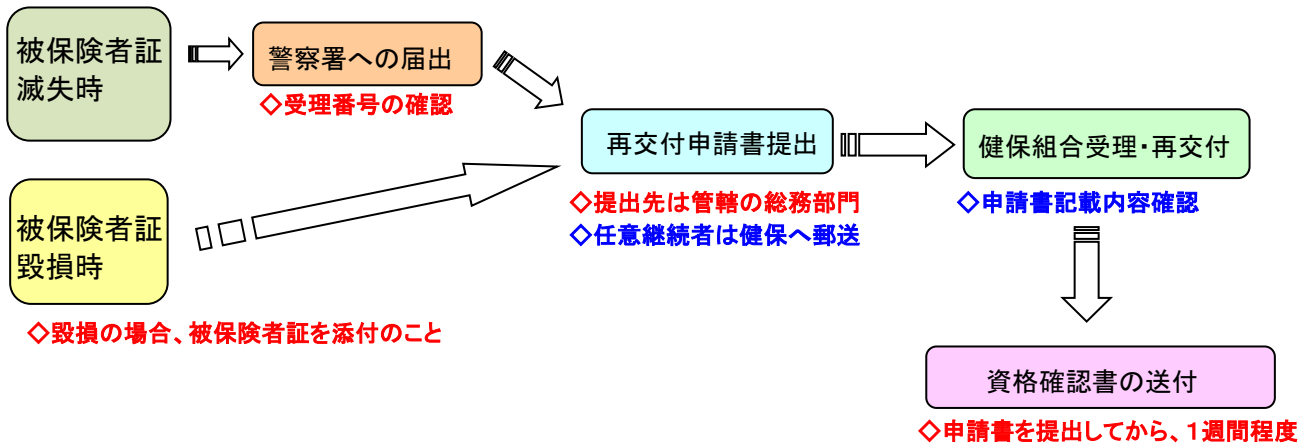 被保険者証
滅失時
警察署への届出
◇受理番号の確認
被保険者証
毀損時
◇毀損の場合、被保険者証を添付のこと
再交付申請書提出
◇提出先は管轄の総務部門
◇任意継続者は健保へ郵送
健保組合受理・再交付
◇申請書記載内容確認
資格確認書の送付
◇申請書を提出してから、1週間程度